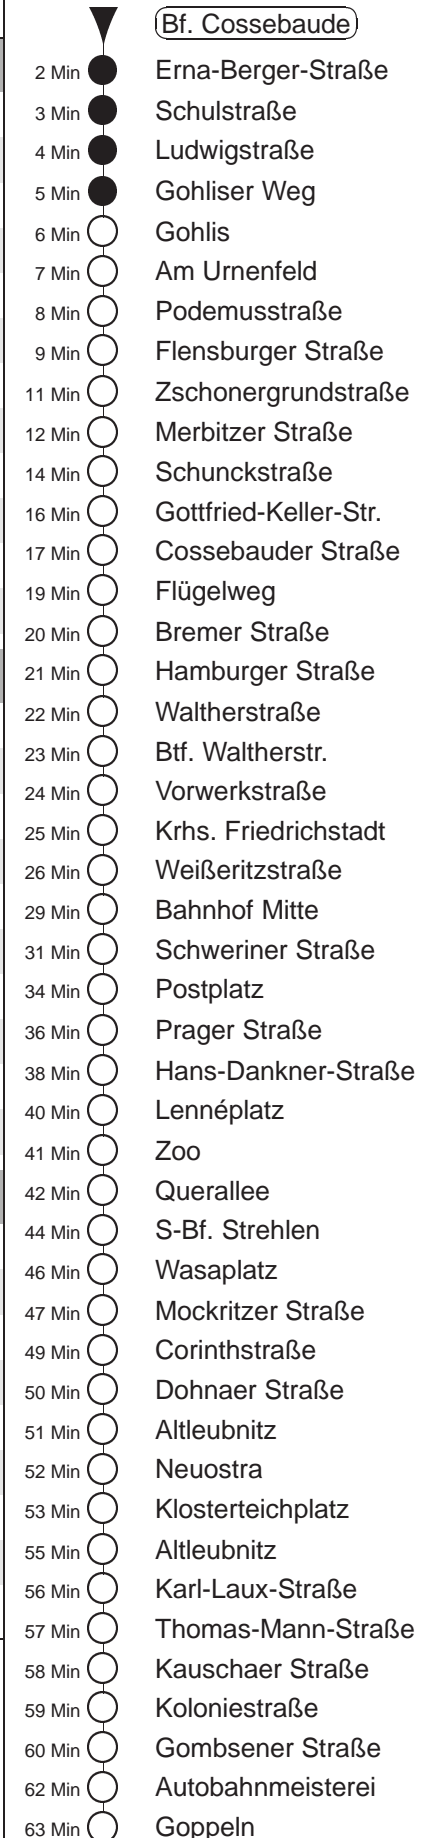 Bf. Cossebaude
2 Min Erna-Berger-Straße
3 Min Schulstraße
4 Min Ludwigstraße
5 Min Gohliser Weg
6 Min Gohlis
7 Min Am Urnenfeld
8 Min Podemusstraße
9 Min Flensburger Straße
11 Min Zschonergrundstraße
12 Min Merbitzer Straße
14 Min Schunckstraße
16 Min Gottfried-Keller-Str.
17 Min Cossebauder Straße
19 Min Flügelweg
20 Min Bremer Straße
21 Min Hamburger Straße
22 Min Waltherstraße
23 Min Btf. Waltherstr.
24 Min Vorwerkstraße
25 Min Krhs. Friedrichstadt
26 Min Weißeritzstraße
29 Min Bahnhof Mitte
31 Min Schweriner Straße
34 Min Postplatz
36 Min Prager Straße
38 Min Hans-Dankner-Straße
40 Min Lennéplatz
41 Min Zoo
42 Min Querallee
44 Min S-Bf. Strehlen
46 Min Wasaplatz
47 Min Mockritzer Straße
49 Min Corinthstraße
50 Min Dohnaer Straße
51 Min Altleubnitz
52 Min Neuostra
53 Min Klosterteichplatz
55 Min Altleubnitz
56 Min Karl-Laux-Straße
57 Min Thomas-Mann-Straße
58 Min Kauschaer Straße
59 Min Koloniestraße
60 Min Gombsener Straße
62 Min Autobahnmeisterei
63 Min Goppeln